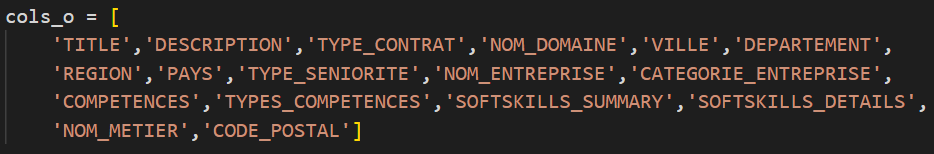 cols_o = [
'TITLE','DESCRIPTION','TYPE_CONTRAT','NOM_DOMAINE','VILLE','DEPARTEMENT',
'REGION','PAYS','TYPE_SENIORITE','NOM_ENTREPRISE','CATEGORIE_ENTREPRISE',
'COMPETENCES','TYPES_COMPETENCES','SOFTSKILLS_SUMMARY','SOFTSKILLS_DETAILS',
'NOM_METIER','CODE_POSTAL']